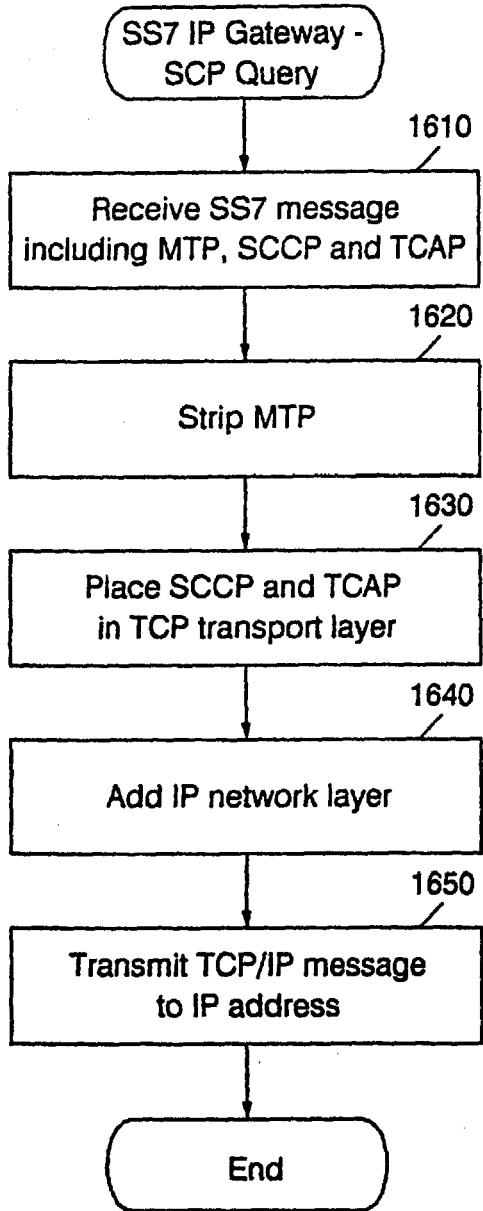 SS7 IP Gateway -
SCP Query
1610
Receive SS7 message
including MTP, SCCP and TCAP
1620
Strip MTP
1630
Place SCCP and TCAP
in TCP transport layer
1640
Add IP network layer
1650
Transmit TCP/IP message
to IP address
End